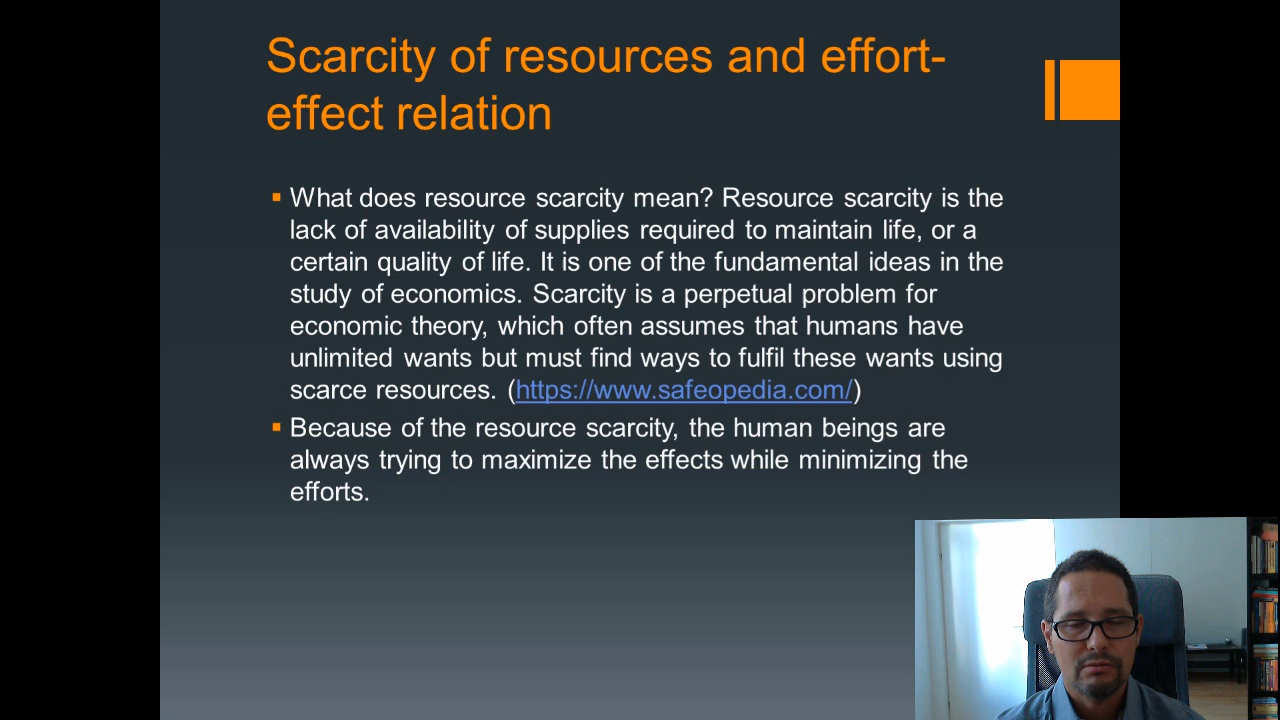 Scarcity of resources and effort-
effect relation
What does resource scarcity mean? Resource scarcity is the
lack of availability of supplies required to maintain life, or a
certain quality of life. It is one of the fundamental ideas in the
study of economics. Scarcity is a perpetual problem for
economic theory, which often assumes that humans have
unlimited wants but must find ways to fulfil these wants using
scarce resources. (https://www.safeopedia.com/)
Because of the resource scarcity, the human beings are
always trying to maximize the effects while minimizing the
efforts.